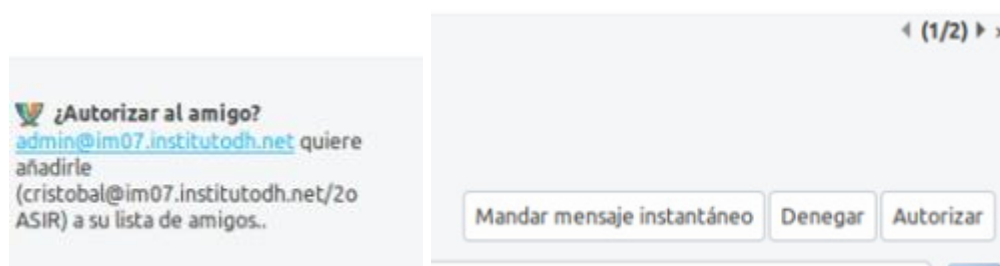 (1/2)
¿Autorizar al amigo?
admin@im07.institutodh.net quiere
añadirle
(cristobal@im07.institutodh.net/2o
ASIR) a su lista de amigos..
Mandar mensaje instantáneo Denegar Autorizar